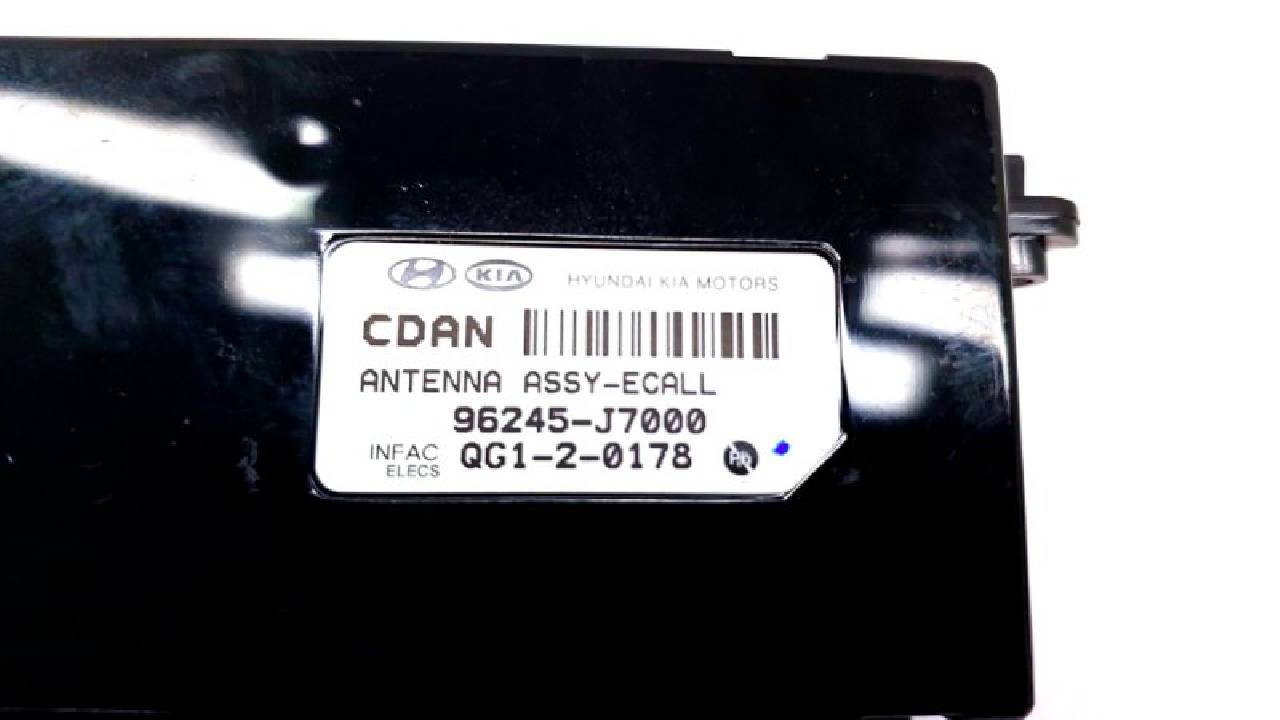 KIA HYUNDAI KIA MOTORS
CDAN
ANTENNA ASSY-ECALL
96245-J7000
INFAC ELECS QG1-2-0178 Pb